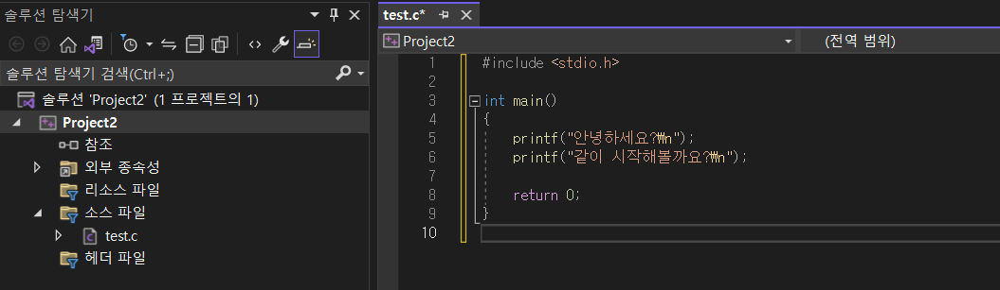 솔루션 탐색기
솔루션 탐색기 검색(Ctrl+;)
솔루션 'Project2' (1 프로젝트의 1)
Project2
참조
외부 종속성
리소스 파일
소스 파일
test.c
헤더 파일
test.c*
Project2
(전역 범위)
1 #include <stdio.h>
2
3 int main()
4 {
5 printf("안녕하세요?₩n");
6 printf("같이 시작해볼까요?₩n");
7
8 return 0;
9 }
10